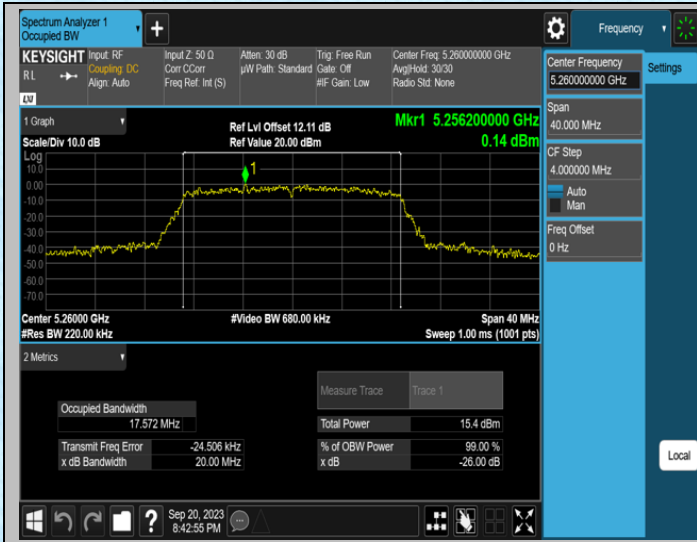 Spectrum Analyzer 1
Occupied BW
Frequency
KEYSIGHT
RL
LXI
Input: RF
Coupling: DC
Align: Auto
Input Z: 50 Ω
Corr CCorr
Freq Ref: Int (S)
Atten: 30 dB
µW Path: Standard
Trig: Free Run
Gate: Off
#IF Gain: Low
Center Freq: 5.260000000 GHz
Avg|Hold: 30/30
Radio Std: None
Center Frequency
5.260000000 GHz
Settings
Span
40.000 MHz
CF Step
4.000000 MHz
Auto
Man
Freq Offset
0 Hz
Local
1 Graph
Scale/Div 10.0 dB
Ref Lvl Offset 12.11 dB
Ref Value 20.00 dBm
Mkr1 5.256200000 GHz
0.14 dBm
Log
10.0
0.00
-10.0
-20.0
-30.0
-40.0
-50.0
-60.0
-70.0
1
Center 5.26000 GHz
#Res BW 220.00 kHz
#Video BW 680.00 kHz
Span 40 MHz
Sweep 1.00 ms (1001 pts)
2 Metrics
Measure Trace
Trace 1
Occupied Bandwidth
17.572 MHz
Total Power
15.4 dBm
Transmit Freq Error
-24.506 kHz
% of OBW Power
99.00 %
x dB Bandwidth
20.00 MHz
x dB
-26.00 dB
?
Sep 20, 2023
8:42:55 PM